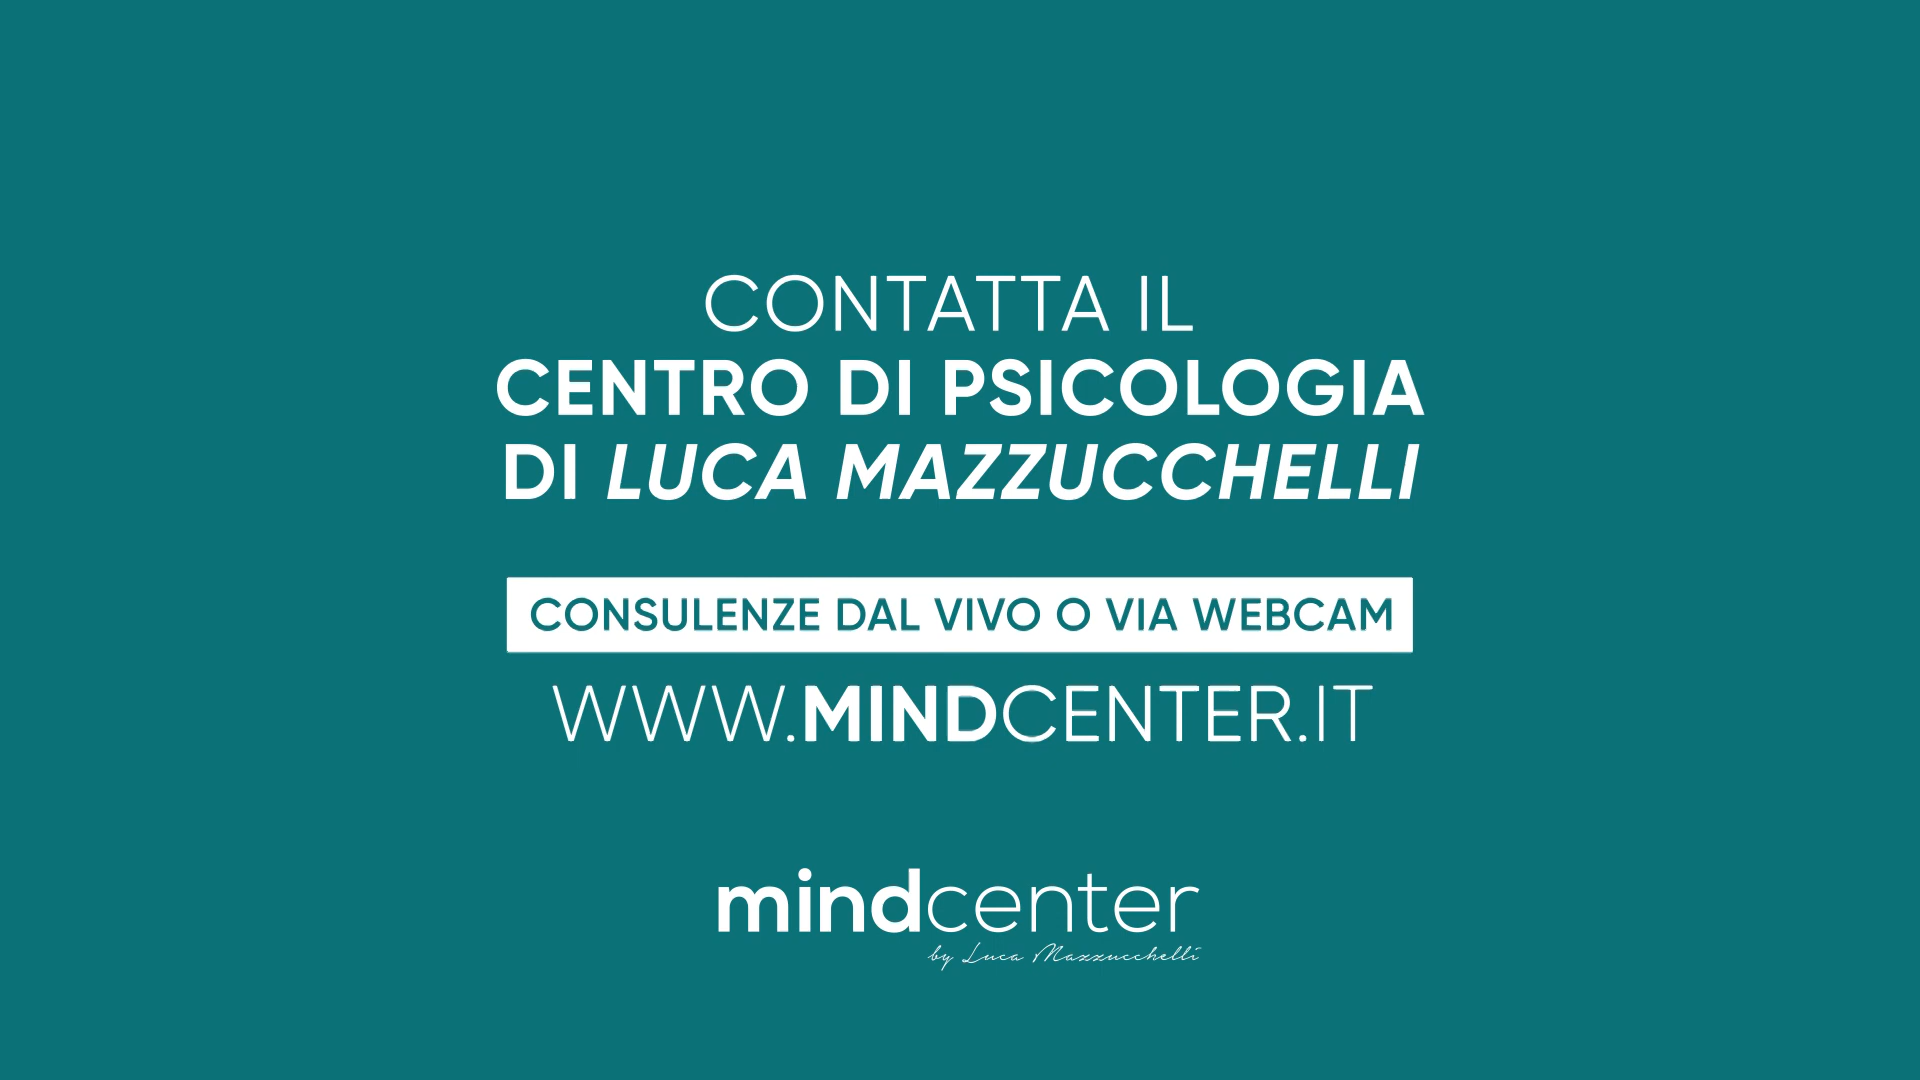 CONTATTA IL
CENTRO DI PSICOLOGIA
DI LUCA MAZZUCCHELLI
CONSULENZE DAL VIVO O VIA WEBCAM
WWW.MINDCENTER.IT
mindcenter
by Luca Mazzucchelli